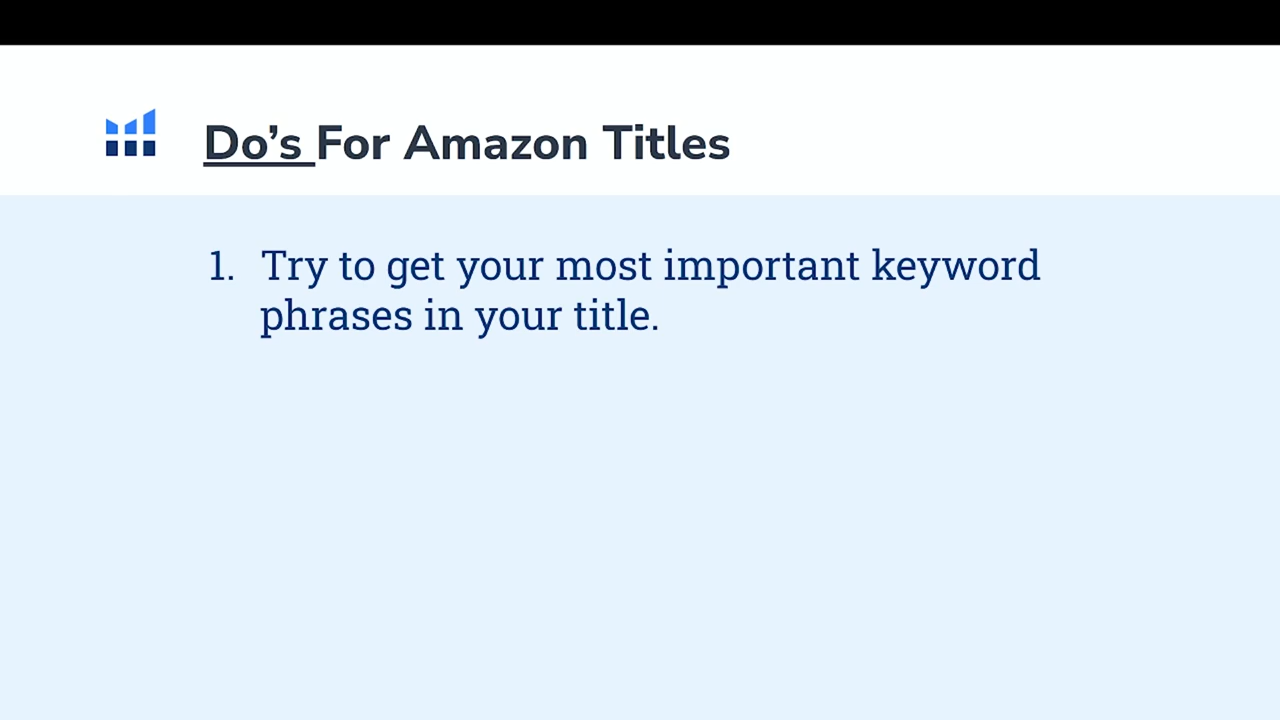 Do’s For Amazon Titles
1. Try to get your most important keyword
phrases in your title.